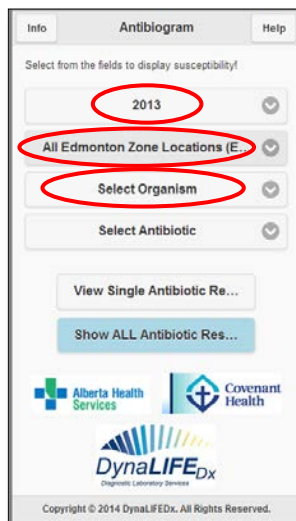 Info Antibiogram Help
Select from the fields to display susceptibility!
2013
All Edmonton Zone Locations (E...
Select Organism
Select Antibiotic
View Single Antibiotic Re...
Show ALL Antibiotic Res...
Alberta Health
Services
Covenant
Health
DynaLIFEDx
Diagnostic Laboratory Services
Copyright © 2014 DynaLIFEDx. All Rights Reserved.